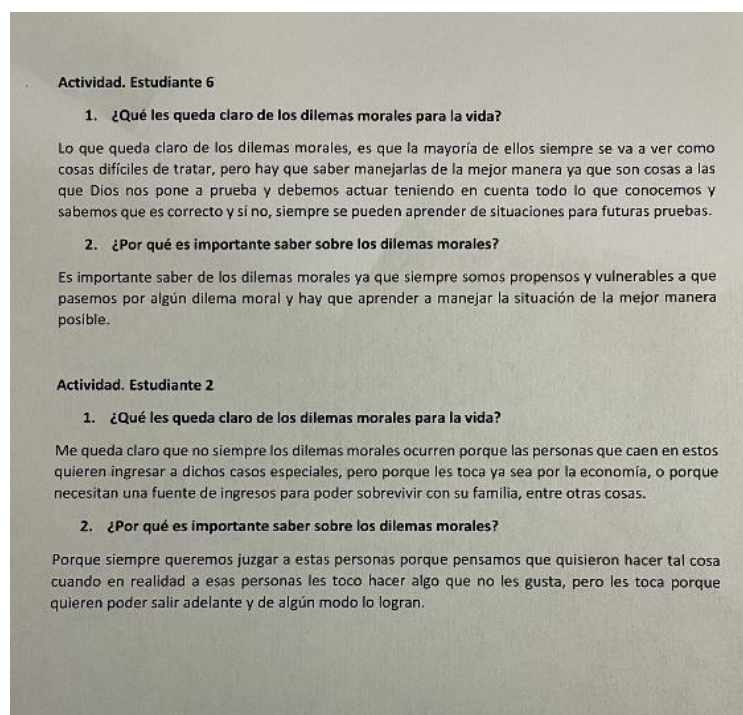 Actividad. Estudiante 6
1. ¿Qué les queda claro de los dilemas morales para la vida?
Lo que queda claro de los dilemas morales, es que la mayoría de ellos siempre se va a ver como
cosas difíciles de tratar, pero hay que saber manejarlas de la mejor manera ya que son cosas a las
que Dios nos pone a prueba y debemos actuar teniendo en cuenta todo lo que conocemos y
sabemos que es correcto y si no, siempre se pueden aprender de situaciones para futuras pruebas.
2. ¿Por qué es importante saber sobre los dilemas morales?
Es importante saber de los dilemas morales ya que siempre somos propensos y vulnerables a que
pasemos por algún dilema moral y hay que aprender a manejar la situación de la mejor manera
posible.
Actividad. Estudiante 2
1. ¿Qué les queda claro de los dilemas morales para la vida?
Me queda claro que no siempre los dilemas morales ocurren porque las personas que caen en estos
quieren ingresar a dichos casos especiales, pero porque les toca ya sea por la economía, o porque
necesitan una fuente de ingresos para poder sobrevivir con su familia, entre otras cosas.
2. ¿Por qué es importante saber sobre los dilemas morales?
Porque siempre queremos juzgar a estas personas porque pensamos que quisieron hacer tal cosa
cuando en realidad a esas personas les toco hacer algo que no les gusta, pero les toca porque
quieren poder salir adelante y de algún modo lo logran.